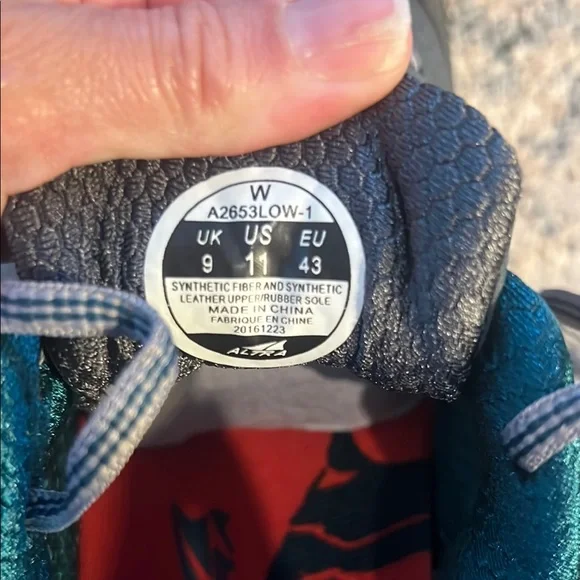 W
A2653LOW-1
UK US EU
9 11 43
SYNTHETIC FIBER AND SYNTHETIC
LEATHER UPPER/RUBBER SOLE
MADE IN CHINA
FABRIQUE EN CHINE
20161223
ALTRA